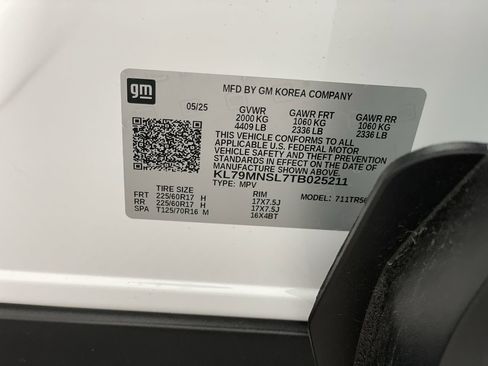 gm
MFD BY GM KOREA COMPANY
05/25 GVWR GAWR FRT GAWR RR
2000 KG 1060 KG 1060 KG
4409 LB 2336 LB 2336 LB
THIS VEHICLE CONFORMS TO ALL
APPLICABLE U.S. FEDERAL MOTOR
VEHICLE SAFETY AND THEFT PREVENTION
STANDARDS IN EFFECT ON THE DATE OF
MANUFACTURE SHOWN ABOVE.
KL79MNSL7TB025211
TYPE: MPV MODEL:
TIRE SIZE RIM
FRT 225/60R17 H 17X7.5J
RR 225/60R17 H 17X7.5J
SPA T125/70R16 M 16X4BT